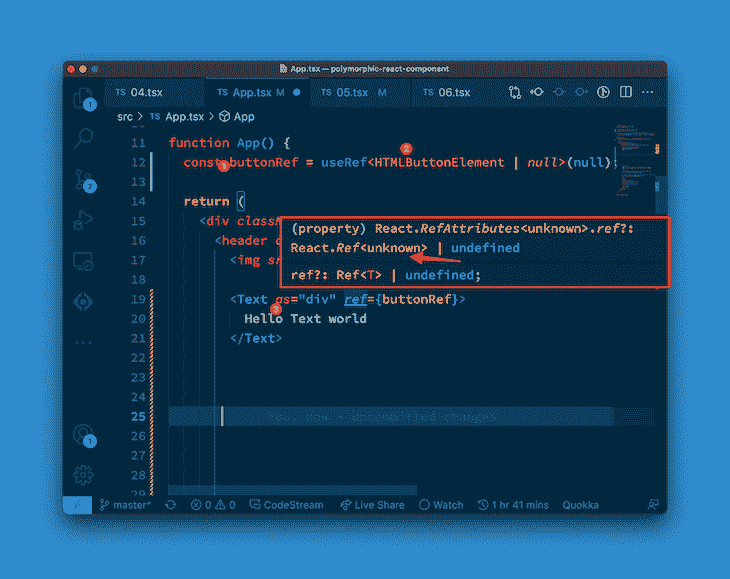 App.tsx — polymorphic-react-component
TS 04.tsx TS App.tsx M TS 05.tsx M TS 06.tsx
src > TS App.tsx > App
11 function App() {
12 const buttonRef = useRef<HTMLButtonElement | null>(null)
13
14 return (
15 <div
16 <header
17 <img
18
19 <Text as="div" ref={buttonRef}>
20 Hello Text world
21 </Text>
22
23
24
25 You, now • Uncommitted changes
26
27
28
29
(property) React.RefAttributes<unknown>.ref?:
React.Ref<unknown> | undefined
ref?: Ref<T> | undefined;
1
2
3
1
2
1
master* 0 0 CodeStream Live Share Watch 1 hr 41 mins Quokka